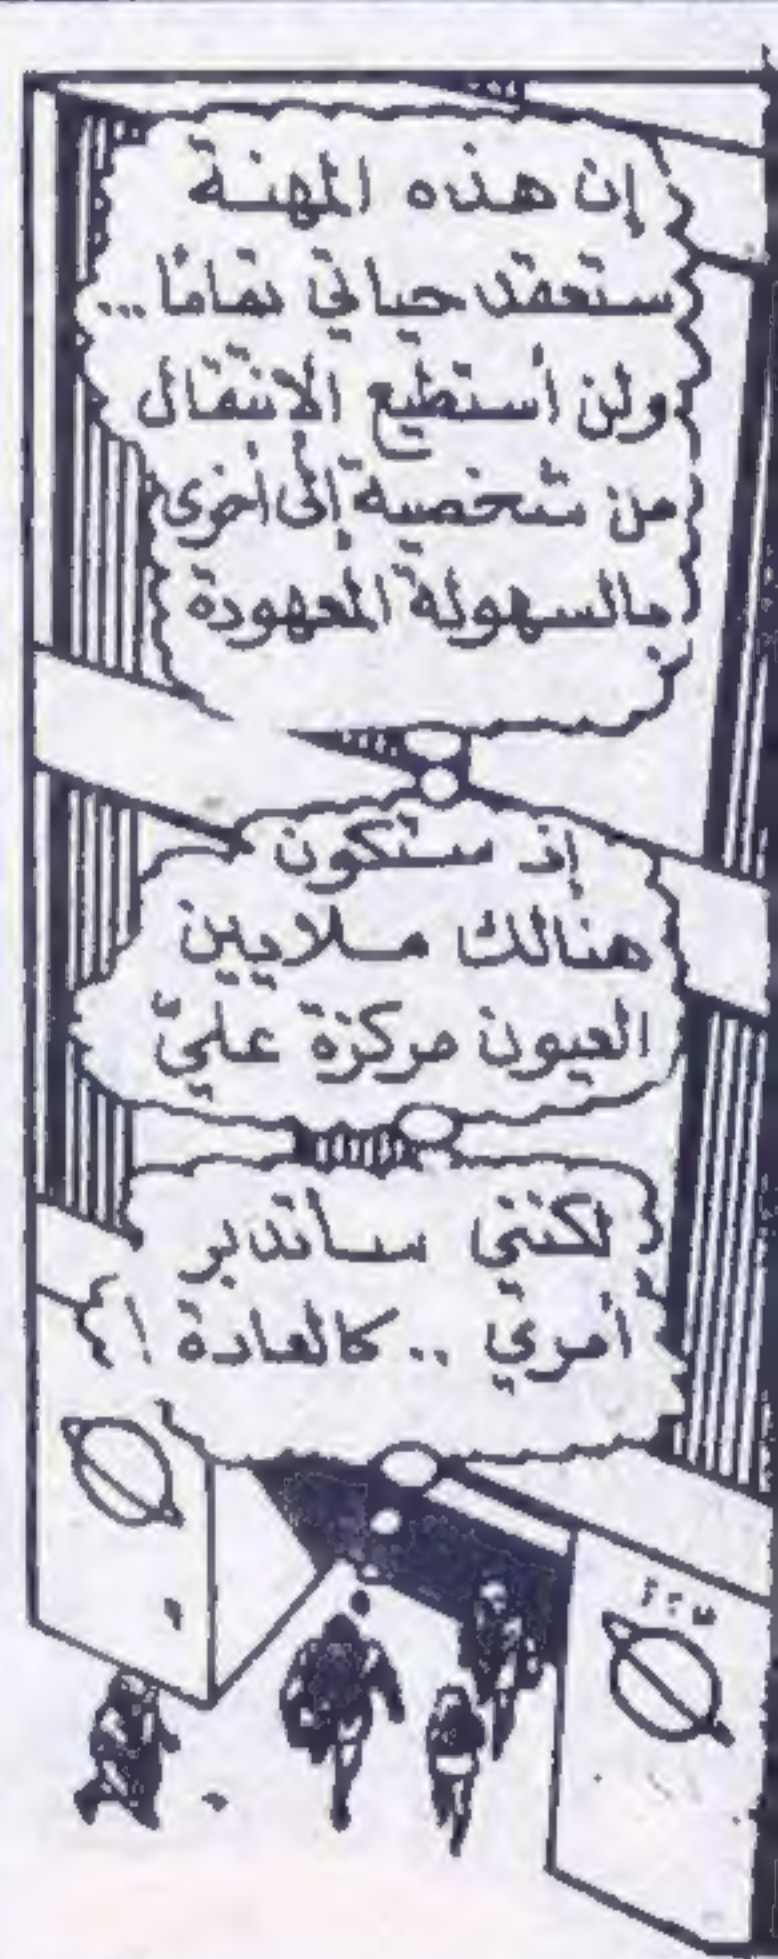 إن هذه المهنة
ستعقد حياتي تمامًا ...
ولن أستطيع الانتقال
من شخصية إلى أخرى
بالسهولة المعهودة
إذ ستكون
هنالك ملايين
العيون مركزة عليّ
لكنني سأتدبر
أمري .. كالعادة !